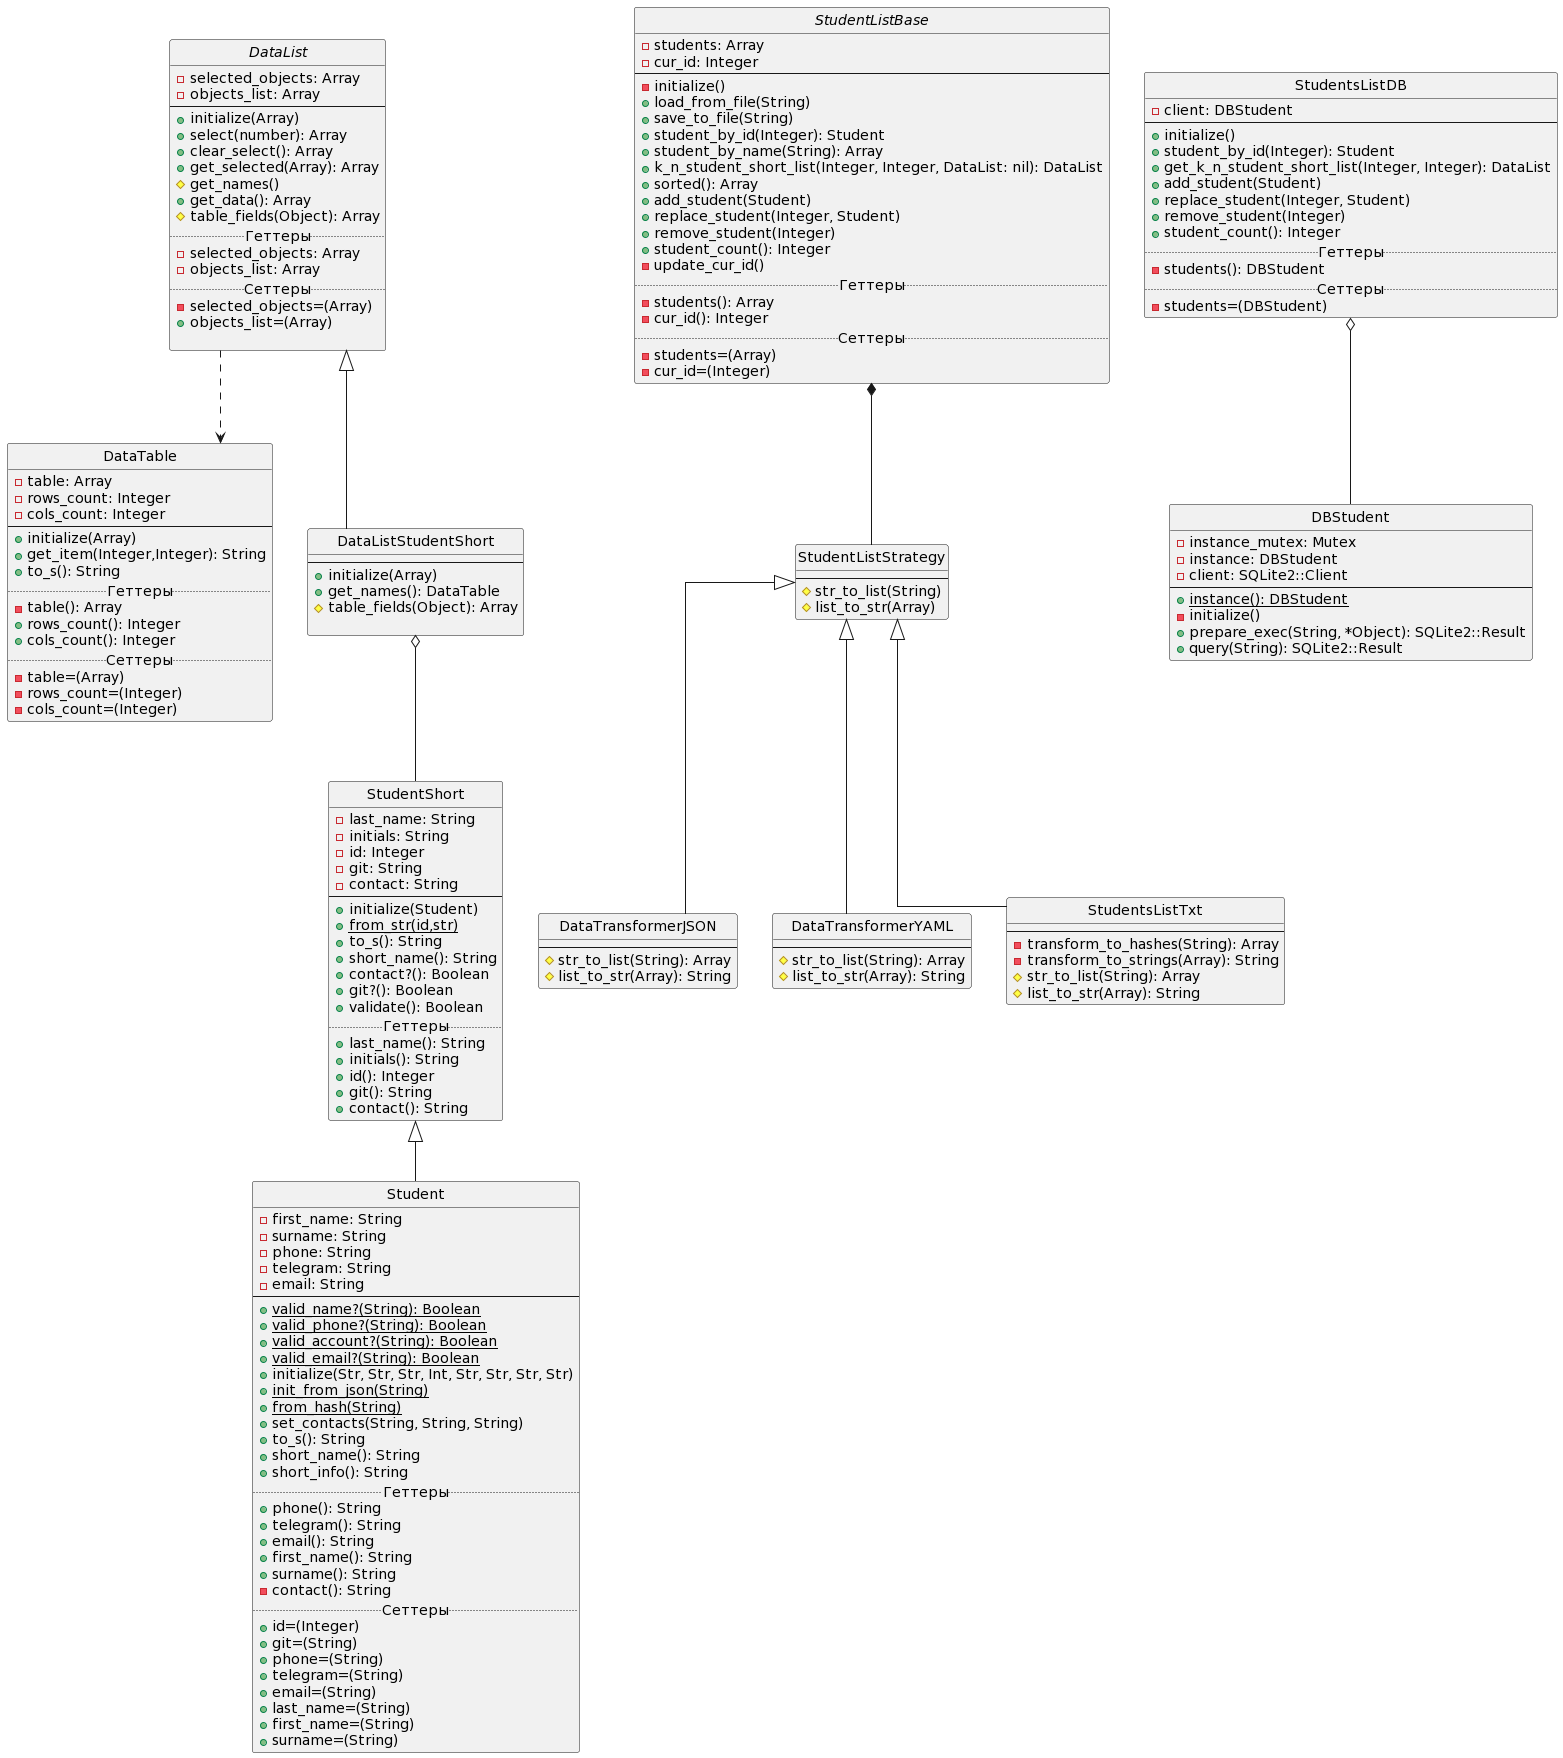 DataList
selected_objects: Array
objects_list: Array
initialize(Array)
select(number): Array
clear_select(): Array
get_selected(Array): Array
get_names()
get_data(): Array
table_fields(Object): Array
Геттеры
selected_objects: Array
objects_list: Array
Сеттеры
selected_objects=(Array)
objects_list=(Array)
StudentListBase
students: Array
cur_id: Integer
initialize()
load_from_file(String)
save_to_file(String)
student_by_id(Integer): Student
student_by_name(String): Array
k_n_student_short_list(Integer, Integer, DataList: nil): DataList
sorted(): Array
add_student(Student)
replace_student(Integer, Student)
remove_student(Integer)
student_count(): Integer
update_cur_id()
Геттеры
students(): Array
cur_id(): Integer
Сеттеры
students=(Array)
cur_id=(Integer)
StudentsListDB
client: DBStudent
initialize()
student_by_id(Integer): Student
get_k_n_student_short_list(Integer, Integer): DataList
add_student(Student)
replace_student(Integer, Student)
remove_student(Integer)
student_count(): Integer
Геттеры
students(): DBStudent
Сеттеры
students=(DBStudent)
DataTable
table: Array
rows_count: Integer
cols_count: Integer
initialize(Array)
get_item(Integer,Integer): String
to_s(): String
Геттеры
table(): Array
rows_count(): Integer
cols_count(): Integer
Сеттеры
table=(Array)
rows_count=(Integer)
cols_count=(Integer)
DataListStudentShort
initialize(Array)
get_names(): DataTable
table_fields(Object): Array
StudentListStrategy
str_to_list(String)
list_to_str(Array)
DBStudent
instance_mutex: Mutex
instance: DBStudent
client: SQLite2::Client
instance(): DBStudent
initialize()
prepare_exec(String, *Object): SQLite2::Result
query(String): SQLite2::Result
StudentShort
last_name: String
initials: String
id: Integer
git: String
contact: String
initialize(Student)
from_str(id,str)
to_s(): String
short_name(): String
contact?(): Boolean
git?(): Boolean
validate(): Boolean
Геттеры
last_name(): String
initials(): String
id(): Integer
git(): String
contact(): String
DataTransformerJSON
str_to_list(String): Array
list_to_str(Array): String
DataTransformerYAML
str_to_list(String): Array
list_to_str(Array): String
StudentsListTxt
transform_to_hashes(String): Array
transform_to_strings(Array): String
str_to_list(String): Array
list_to_str(Array): String
Student
first_name: String
surname: String
phone: String
telegram: String
email: String
valid_name?(String): Boolean
valid_phone?(String): Boolean
valid_account?(String): Boolean
valid_email?(String): Boolean
initialize(Str, Str, Str, Int, Str, Str, Str, Str)
init_from_json(String)
from_hash(String)
set_contacts(String, String, String)
to_s(): String
short_name(): String
short_info(): String
Геттеры
phone(): String
telegram(): String
email(): String
first_name(): String
surname(): String
contact(): String
Сеттеры
id=(Integer)
git=(String)
phone=(String)
telegram=(String)
email=(String)
last_name=(String)
first_name=(String)
surname=(String)